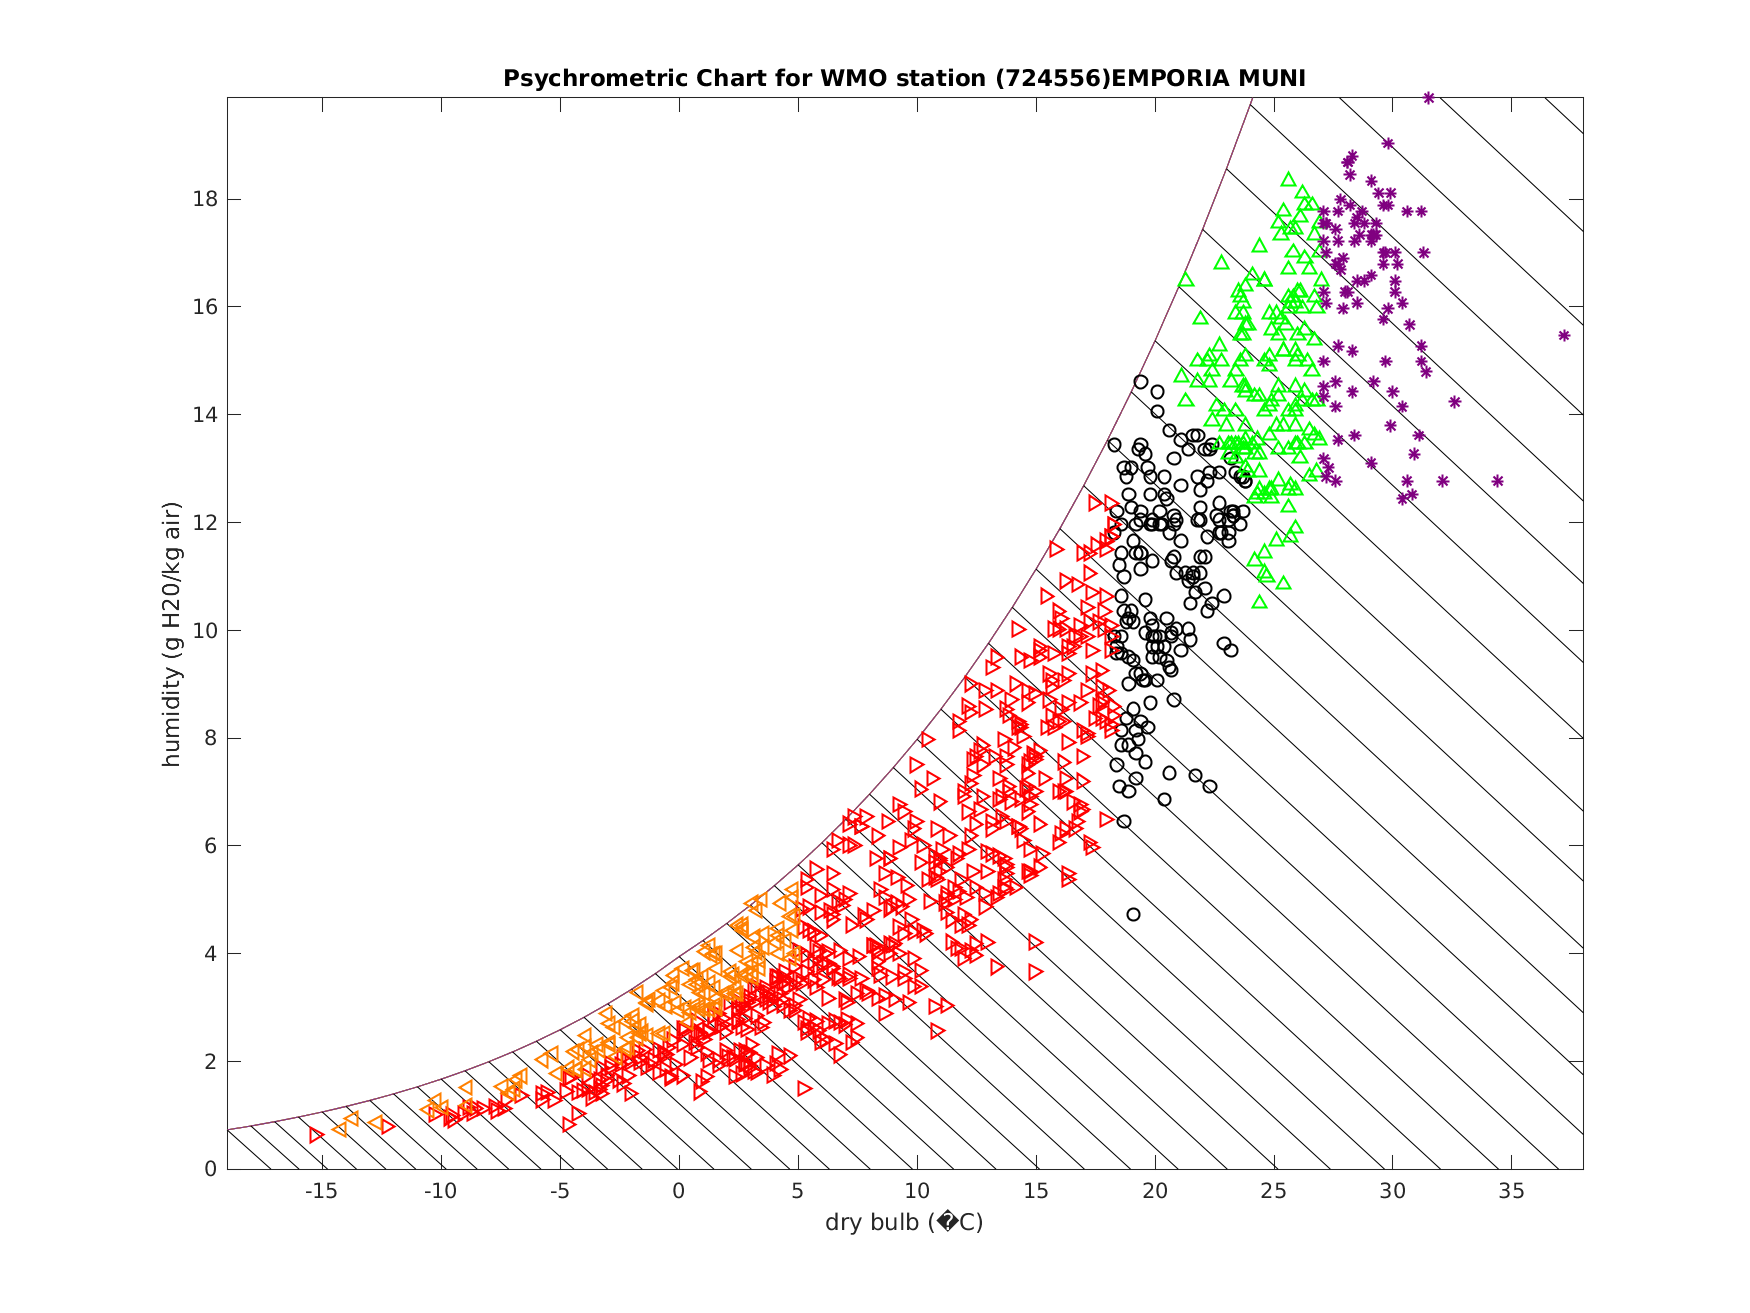 Psychrometric Chart for WMO station (724556)EMPORIA MUNI
18
16
14
12
10
8
6
4
2
0
humidity (g H20/kg air)
-15 -10 -5 0 5 10 15 20 25 30 35
dry bulb (�C)